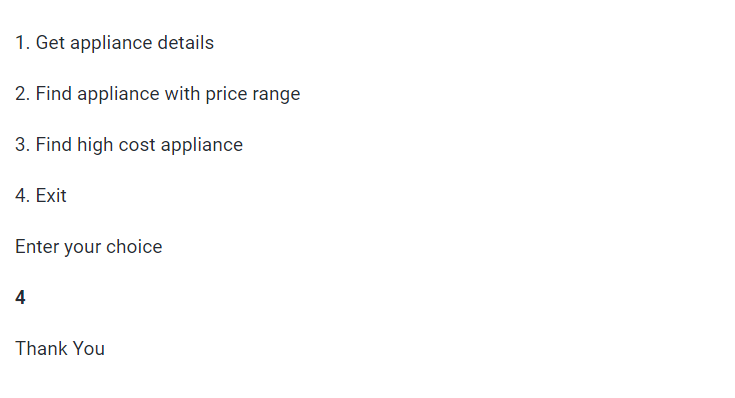 1. Get appliance details
2. Find appliance with price range
3. Find high cost appliance
4. Exit
Enter your choice
4
Thank You